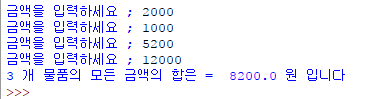 금액을 입력하세요 ; 2000
금액을 입력하세요 ; 1000
금액을 입력하세요 ; 5200
금액을 입력하세요 ; 12000
3 개 물품의 모든 금액의 합은 =  8200.0 원 입니다
>>>